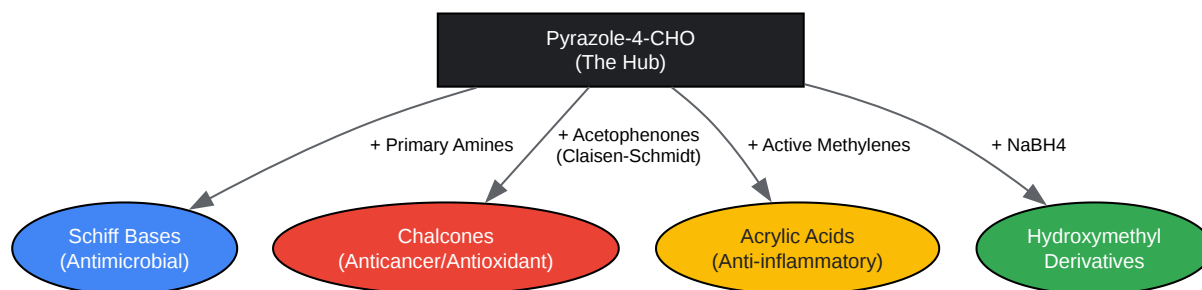 Pyrazole-4-CHO
(The Hub)
+ Primary Amines
+ Acetophenones
(Claisen-Schmidt)
+ Active Methylenes
+ NaBH4
Schiff Bases
(Antimicrobial)
Chalcones
(Anticancer/Antioxidant)
Acrylic Acids
(Anti-inflammatory)
Hydroxymethyl
Derivatives